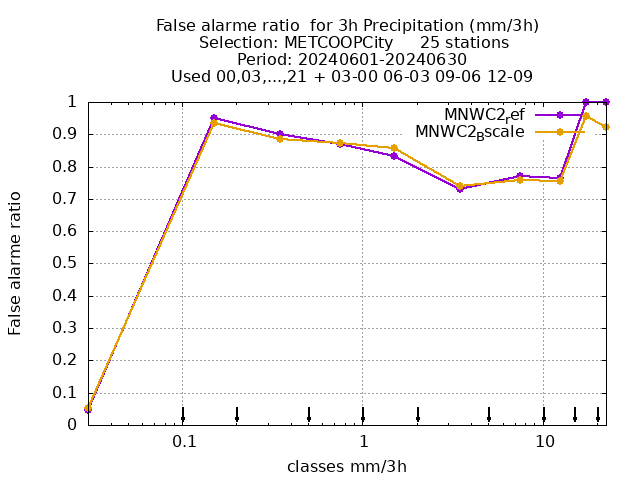 False alarme ratio  for 3h Precipitation (mm/3h)
Selection: METCOOPCity     25 stations
Period: 20240601-20240630
Used 00,03,...,21 + 03-00 06-03 09-06 12-09
MNWC2ref
MNWC2Bscale
1
0.9
0.8
0.7
0.6
0.5
0.4
0.3
0.2
0.1
0
False alarme ratio
0.1 1 10
classes mm/3h